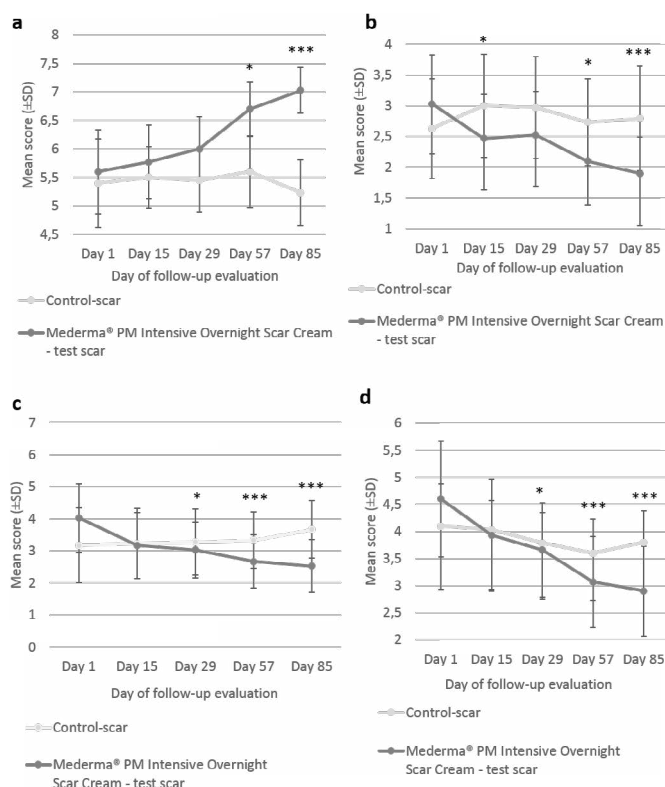 a
8
7,5
7
6,5
6
5,5
5
4,5
Mean score (±SD)
*
***
Day 1 Day 15 Day 29 Day 57 Day 85
Day of follow-up evaluation
Control-scar
Mederma® PM Intensive Overnight Scar Cream
- test scar
b
4
3,5
3
2,5
2
1,5
1
Mean score (±SD)
*
*
***
Day 1 Day 15 Day 29 Day 57 Day 85
Day of follow-up evaluation
Control-scar
Mederma® PM Intensive Overnight Scar Cream
- test scar
c
7
6
5
4
3
2
0
Mean score (±SD)
*
***
***
Day 1 Day 15 Day 29 Day 57 Day 85
Day of follow-up evaluation
Control-scar
Mederma® PM Intensive Overnight
Scar Cream - test scar
d
6
5,5
5
4,5
4
3,5
3
2,5
2
Mean score (±SD)
*
***
***
Day 1 Day 15 Day 29 Day 57 Day 85
Day of follow-up evaluation
Control-scar
Mederma® PM Intensive Overnight
Scar Cream - test scar